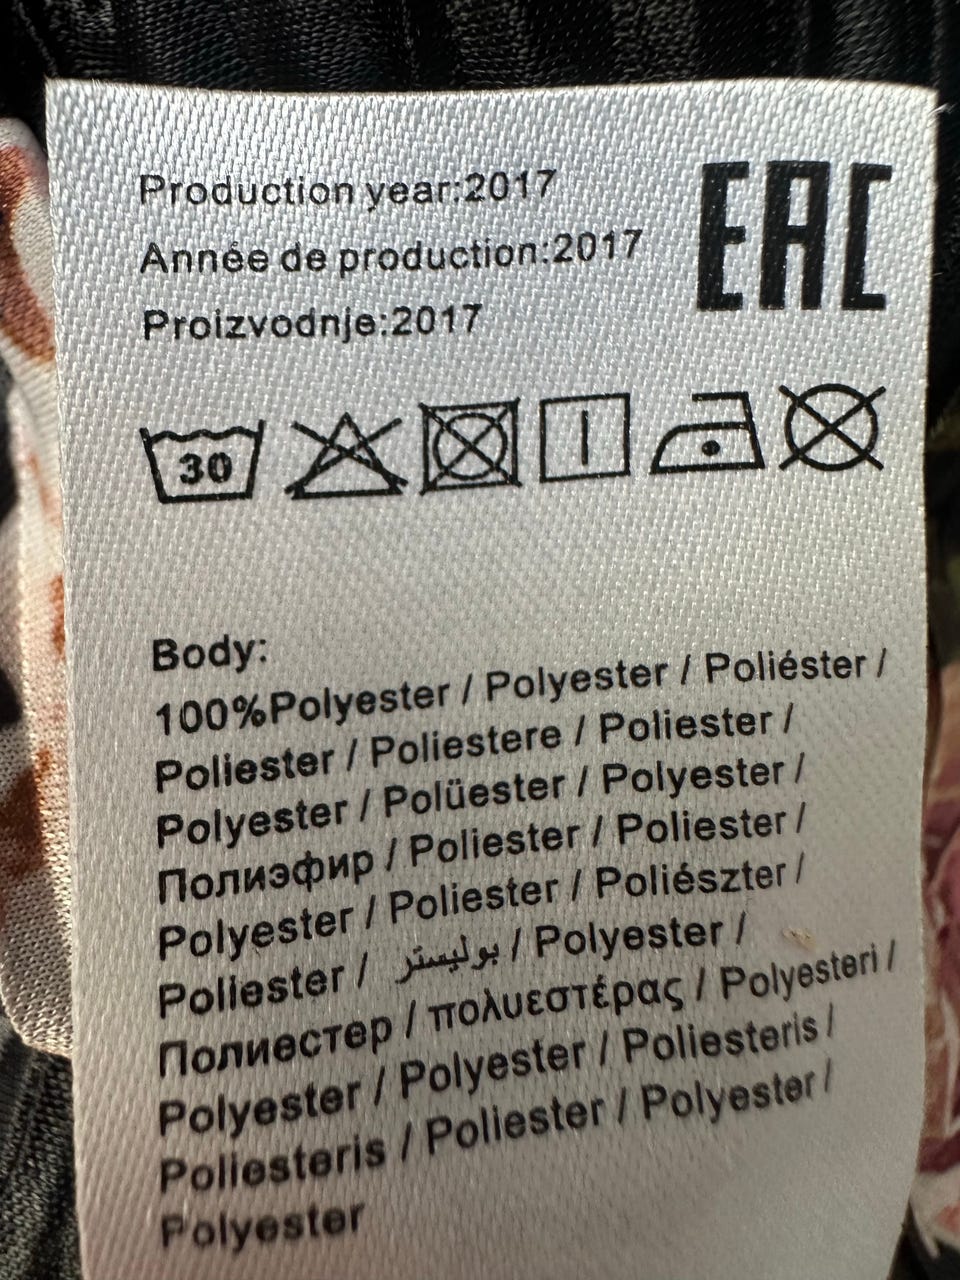 Production year:2017
Année de production:2017
Proizvodnje:2017
EAC
30
Body:
100%Polyester / Polyester / Poliéster /
Poliester / Poliestere / Poliester /
Polyester / Polüester / Polyester /
Полиэфир / Poliester / Poliester /
Polyester / Poliester / Poliészter /
Poliester / بوليستر / Polyester /
Полиестер / πολυεστέρας / Polyesteri /
Polyester / Polyester / Poliesteris /
Poliesteris / Poliester / Polyester /
Polyester